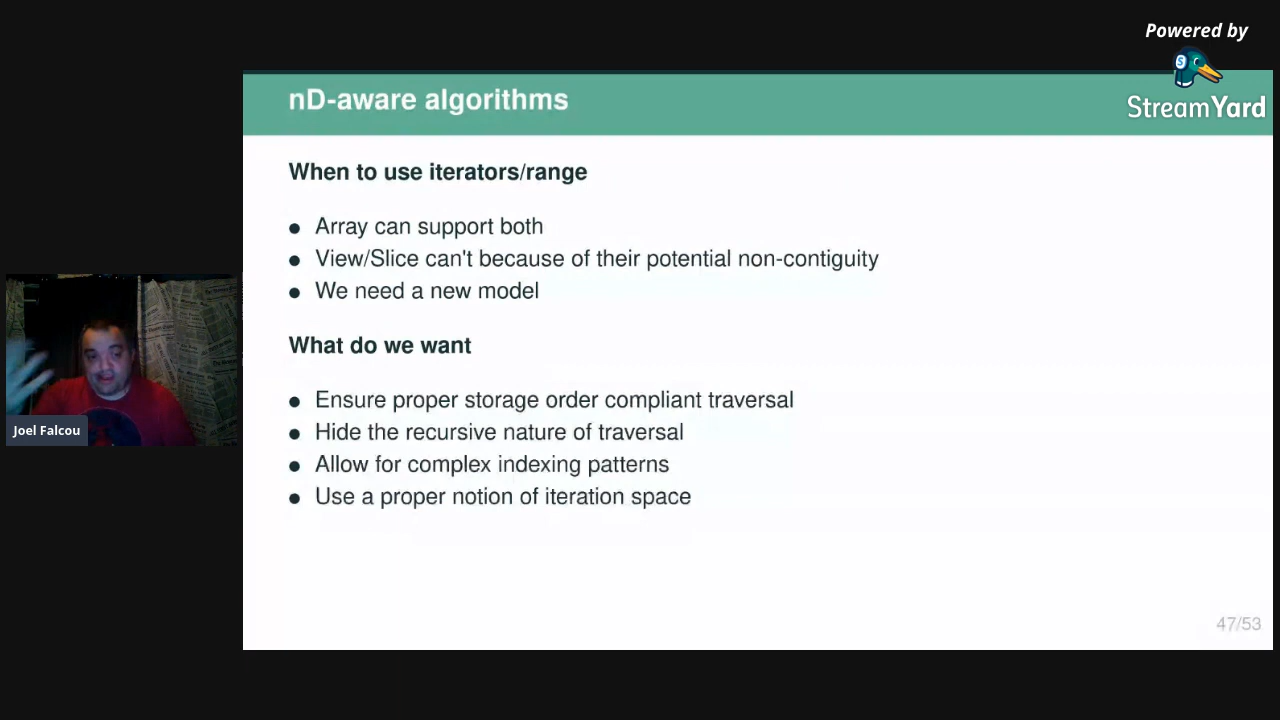 Powered by
StreamYard
nD-aware algorithms
When to use iterators/range
● Array can support both
● View/Slice can't because of their potential non-contiguity
● We need a new model
What do we want
● Ensure proper storage order compliant traversal
● Hide the recursive nature of traversal
● Allow for complex indexing patterns
● Use a proper notion of iteration space
Joel Falcou
47/53